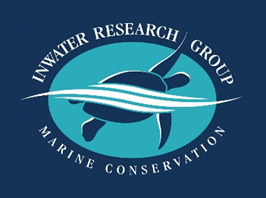 INWATER RESEARCH GROUP
MARINE CONSERVATION